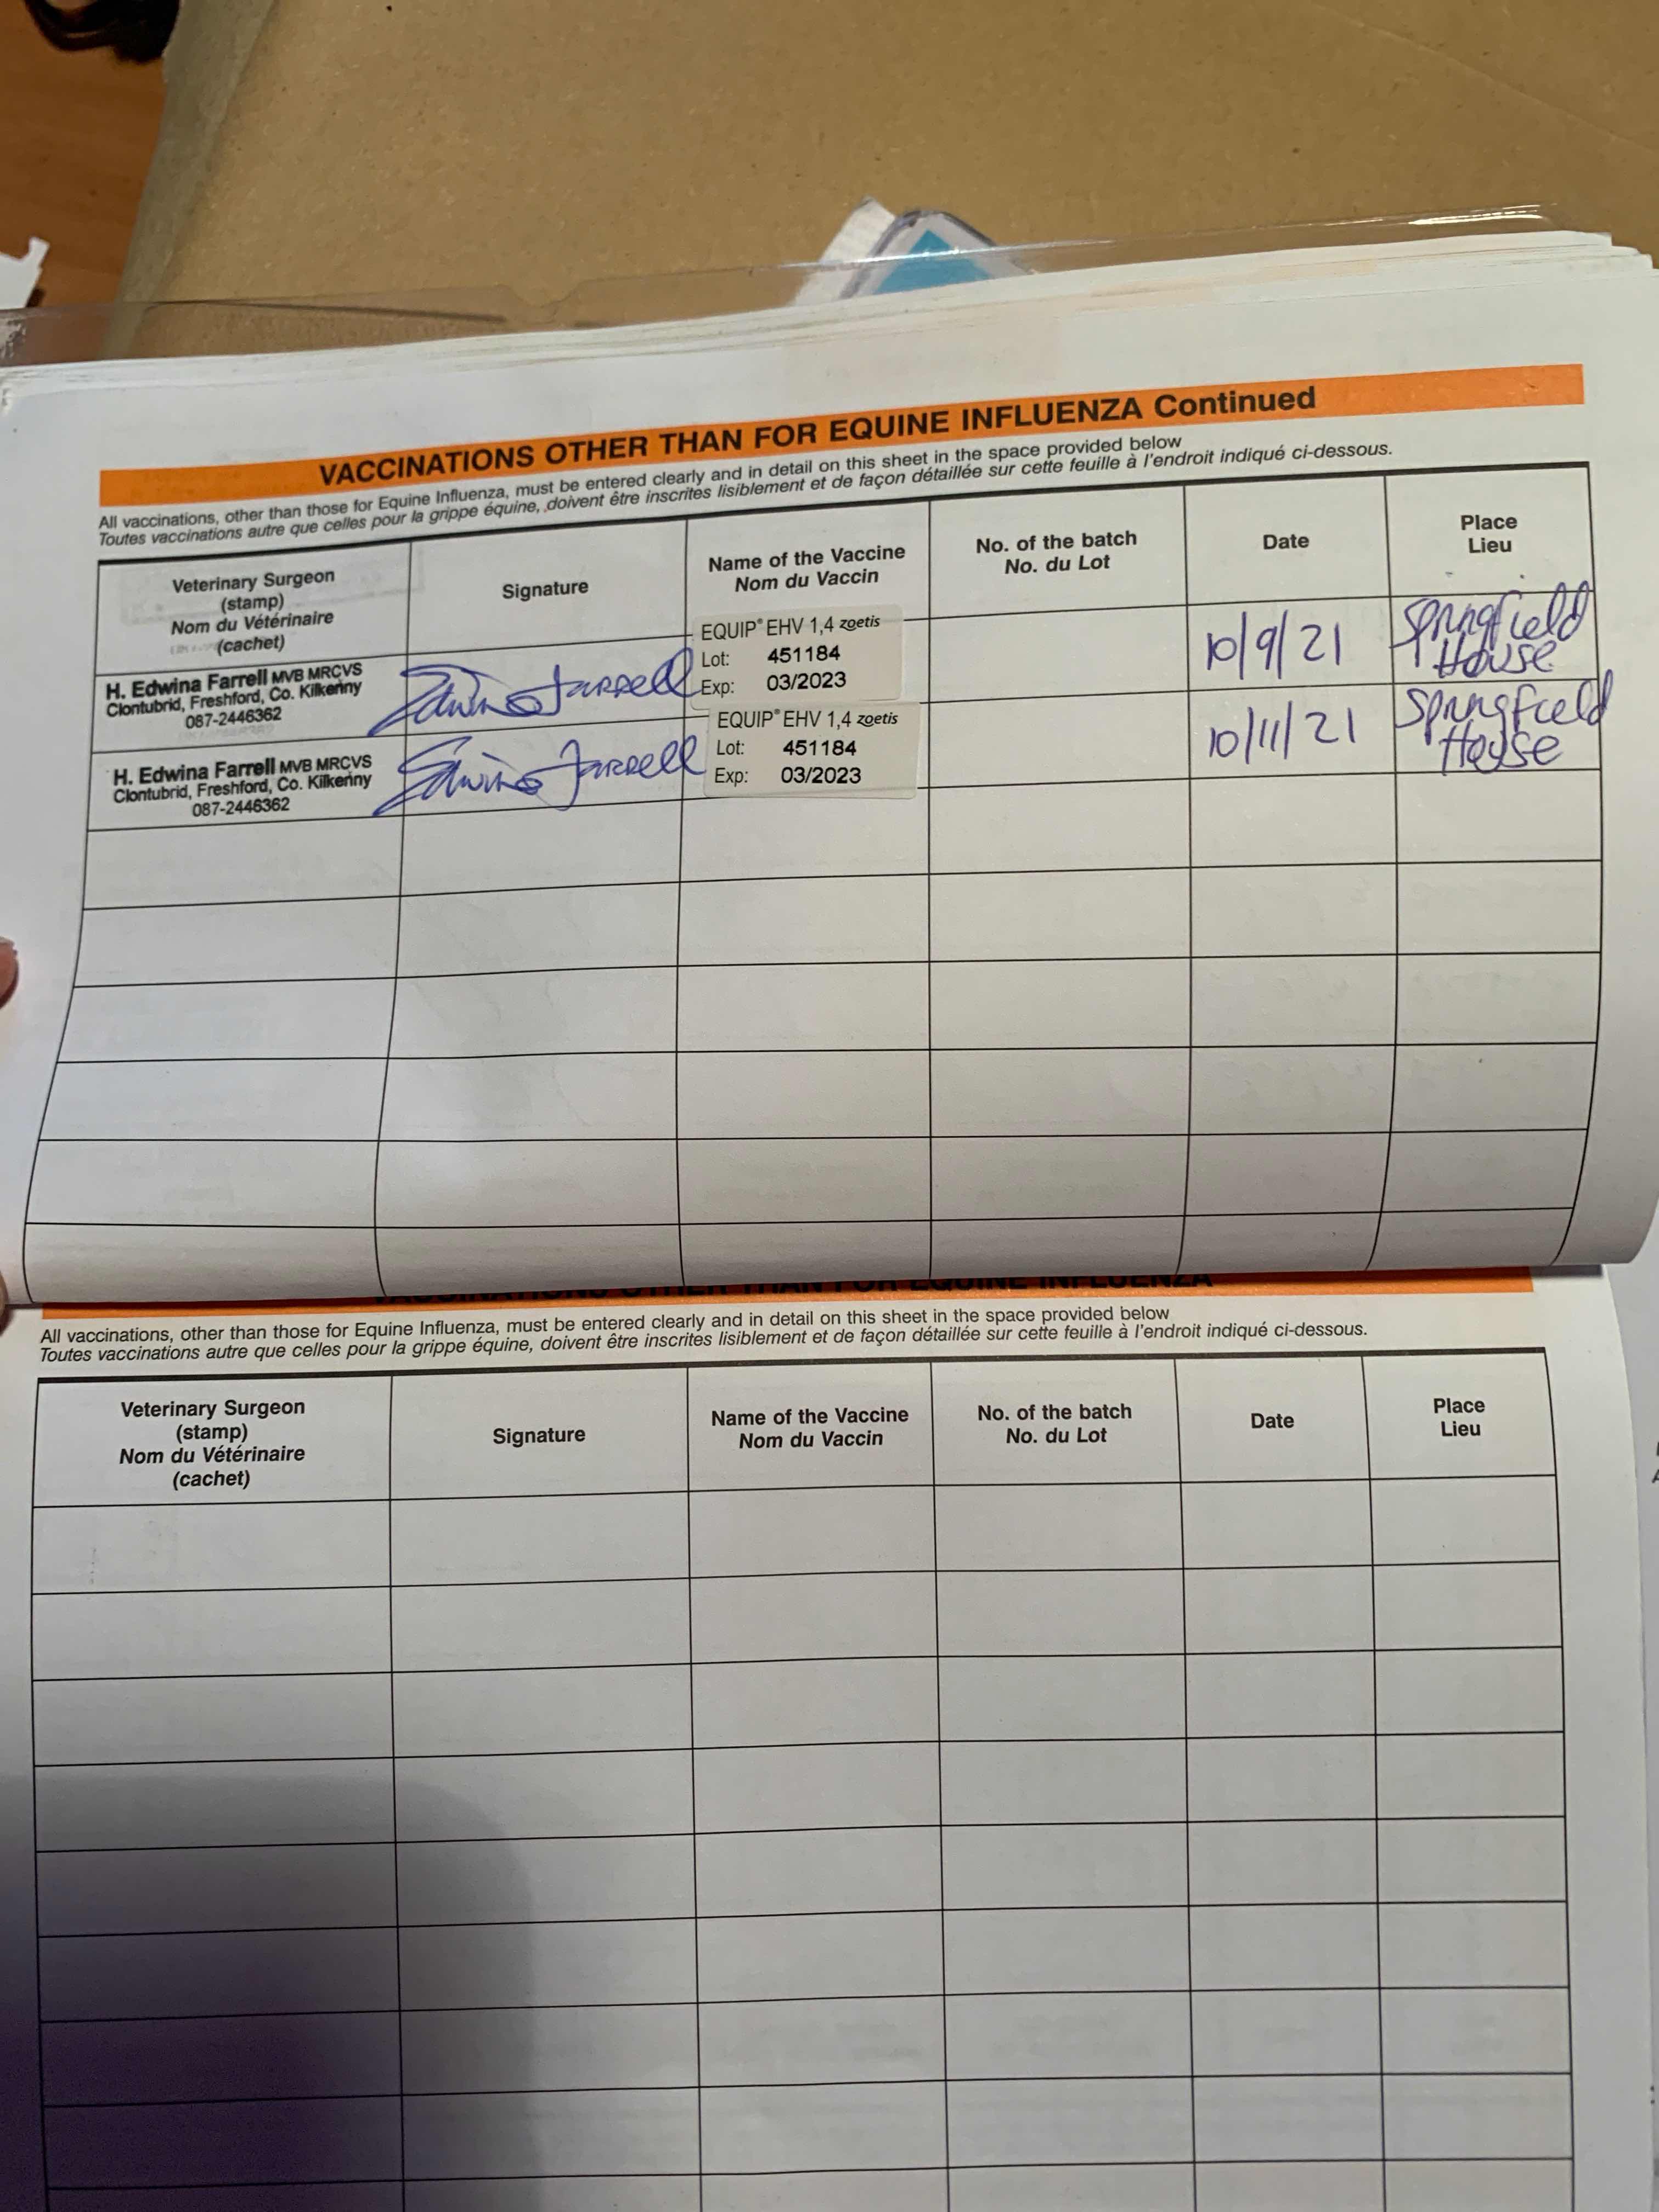 VACCINATIONS OTHER THAN FOR EQUINE INFLUENZA Continued
All vaccinations, other than those for Equine Influenza, must be entered clearly and in detail on this sheet in the space provided below
Toutes vaccinations autre que celles pour la grippe équine, doivent être inscrites lisiblement et de façon détaillée sur cette feuille à l'endroit indiqué ci-dessous.
Veterinary Surgeon
(stamp)
Nom du Vétérinaire
(cachet)
Signature
Name of the Vaccine
Nom du Vaccin
No. of the batch
No. du Lot
Date
Place
Lieu
H. Edwina Farrell MVB MRCVS
Clontubrid, Freshford, Co. Kilkenny
087-2446362
Edwina Farrell
EQUIP® EHV 1,4 zoetis
Lot: 451184
Exp: 03/2023
10/9/21
Springfield
House
H. Edwina Farrell MVB MRCVS
Clontubrid, Freshford, Co. Kilkenny
087-2446362
Edwina Farrell
EQUIP® EHV 1,4 zoetis
Lot: 451184
Exp: 03/2023
10/11/21
Springfield
House
VACCINATIONS OTHER THAN FOR EQUINE INFLUENZA
All vaccinations, other than those for Equine Influenza, must be entered clearly and in detail on this sheet in the space provided below
Toutes vaccinations autre que celles pour la grippe équine, doivent être inscrites lisiblement et de façon détaillée sur cette feuille à l'endroit indiqué ci-dessous.
Veterinary Surgeon
(stamp)
Nom du Vétérinaire
(cachet)
Signature
Name of the Vaccine
Nom du Vaccin
No. of the batch
No. du Lot
Date
Place
Lieu